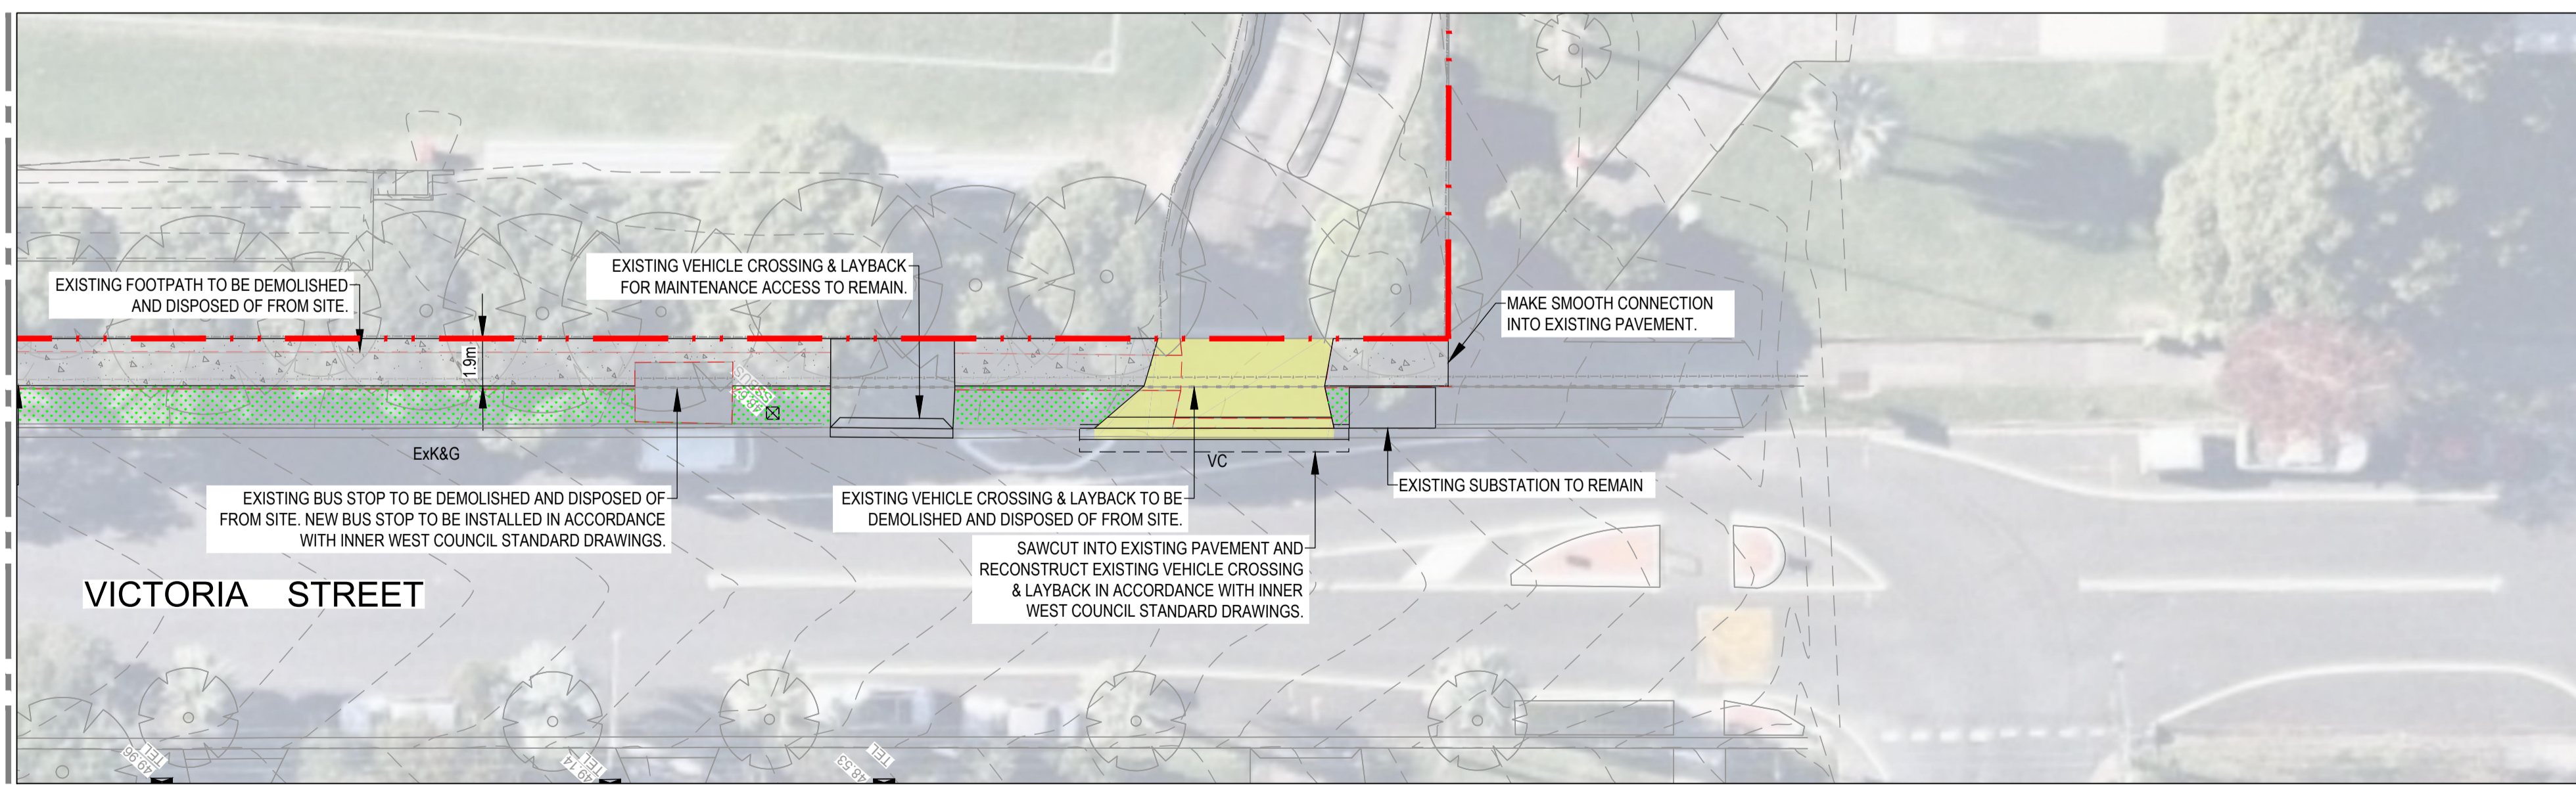 EXISTING VEHICLE CROSSING & LAYBACK
FOR MAINTENANCE ACCESS TO REMAIN.
EXISTING FOOTPATH TO BE DEMOLISHED
AND DISPOSED OF FROM SITE.
MAKE SMOOTH CONNECTION
INTO EXISTING PAVEMENT.
1.9m
ExK&G
VC
EXISTING BUS STOP TO BE DEMOLISHED AND DISPOSED OF
FROM SITE. NEW BUS STOP TO BE INSTALLED IN ACCORDANCE
WITH INNER WEST COUNCIL STANDARD DRAWINGS.
EXISTING VEHICLE CROSSING & LAYBACK TO BE
DEMOLISHED AND DISPOSED OF FROM SITE.
EXISTING SUBSTATION TO REMAIN
SAWCUT INTO EXISTING PAVEMENT AND
RECONSTRUCT EXISTING VEHICLE CROSSING
& LAYBACK IN ACCORDANCE WITH INNER
WEST COUNCIL STANDARD DRAWINGS.
VICTORIA STREET
TEL
49.96
TEL
49.14
TEL
48.53